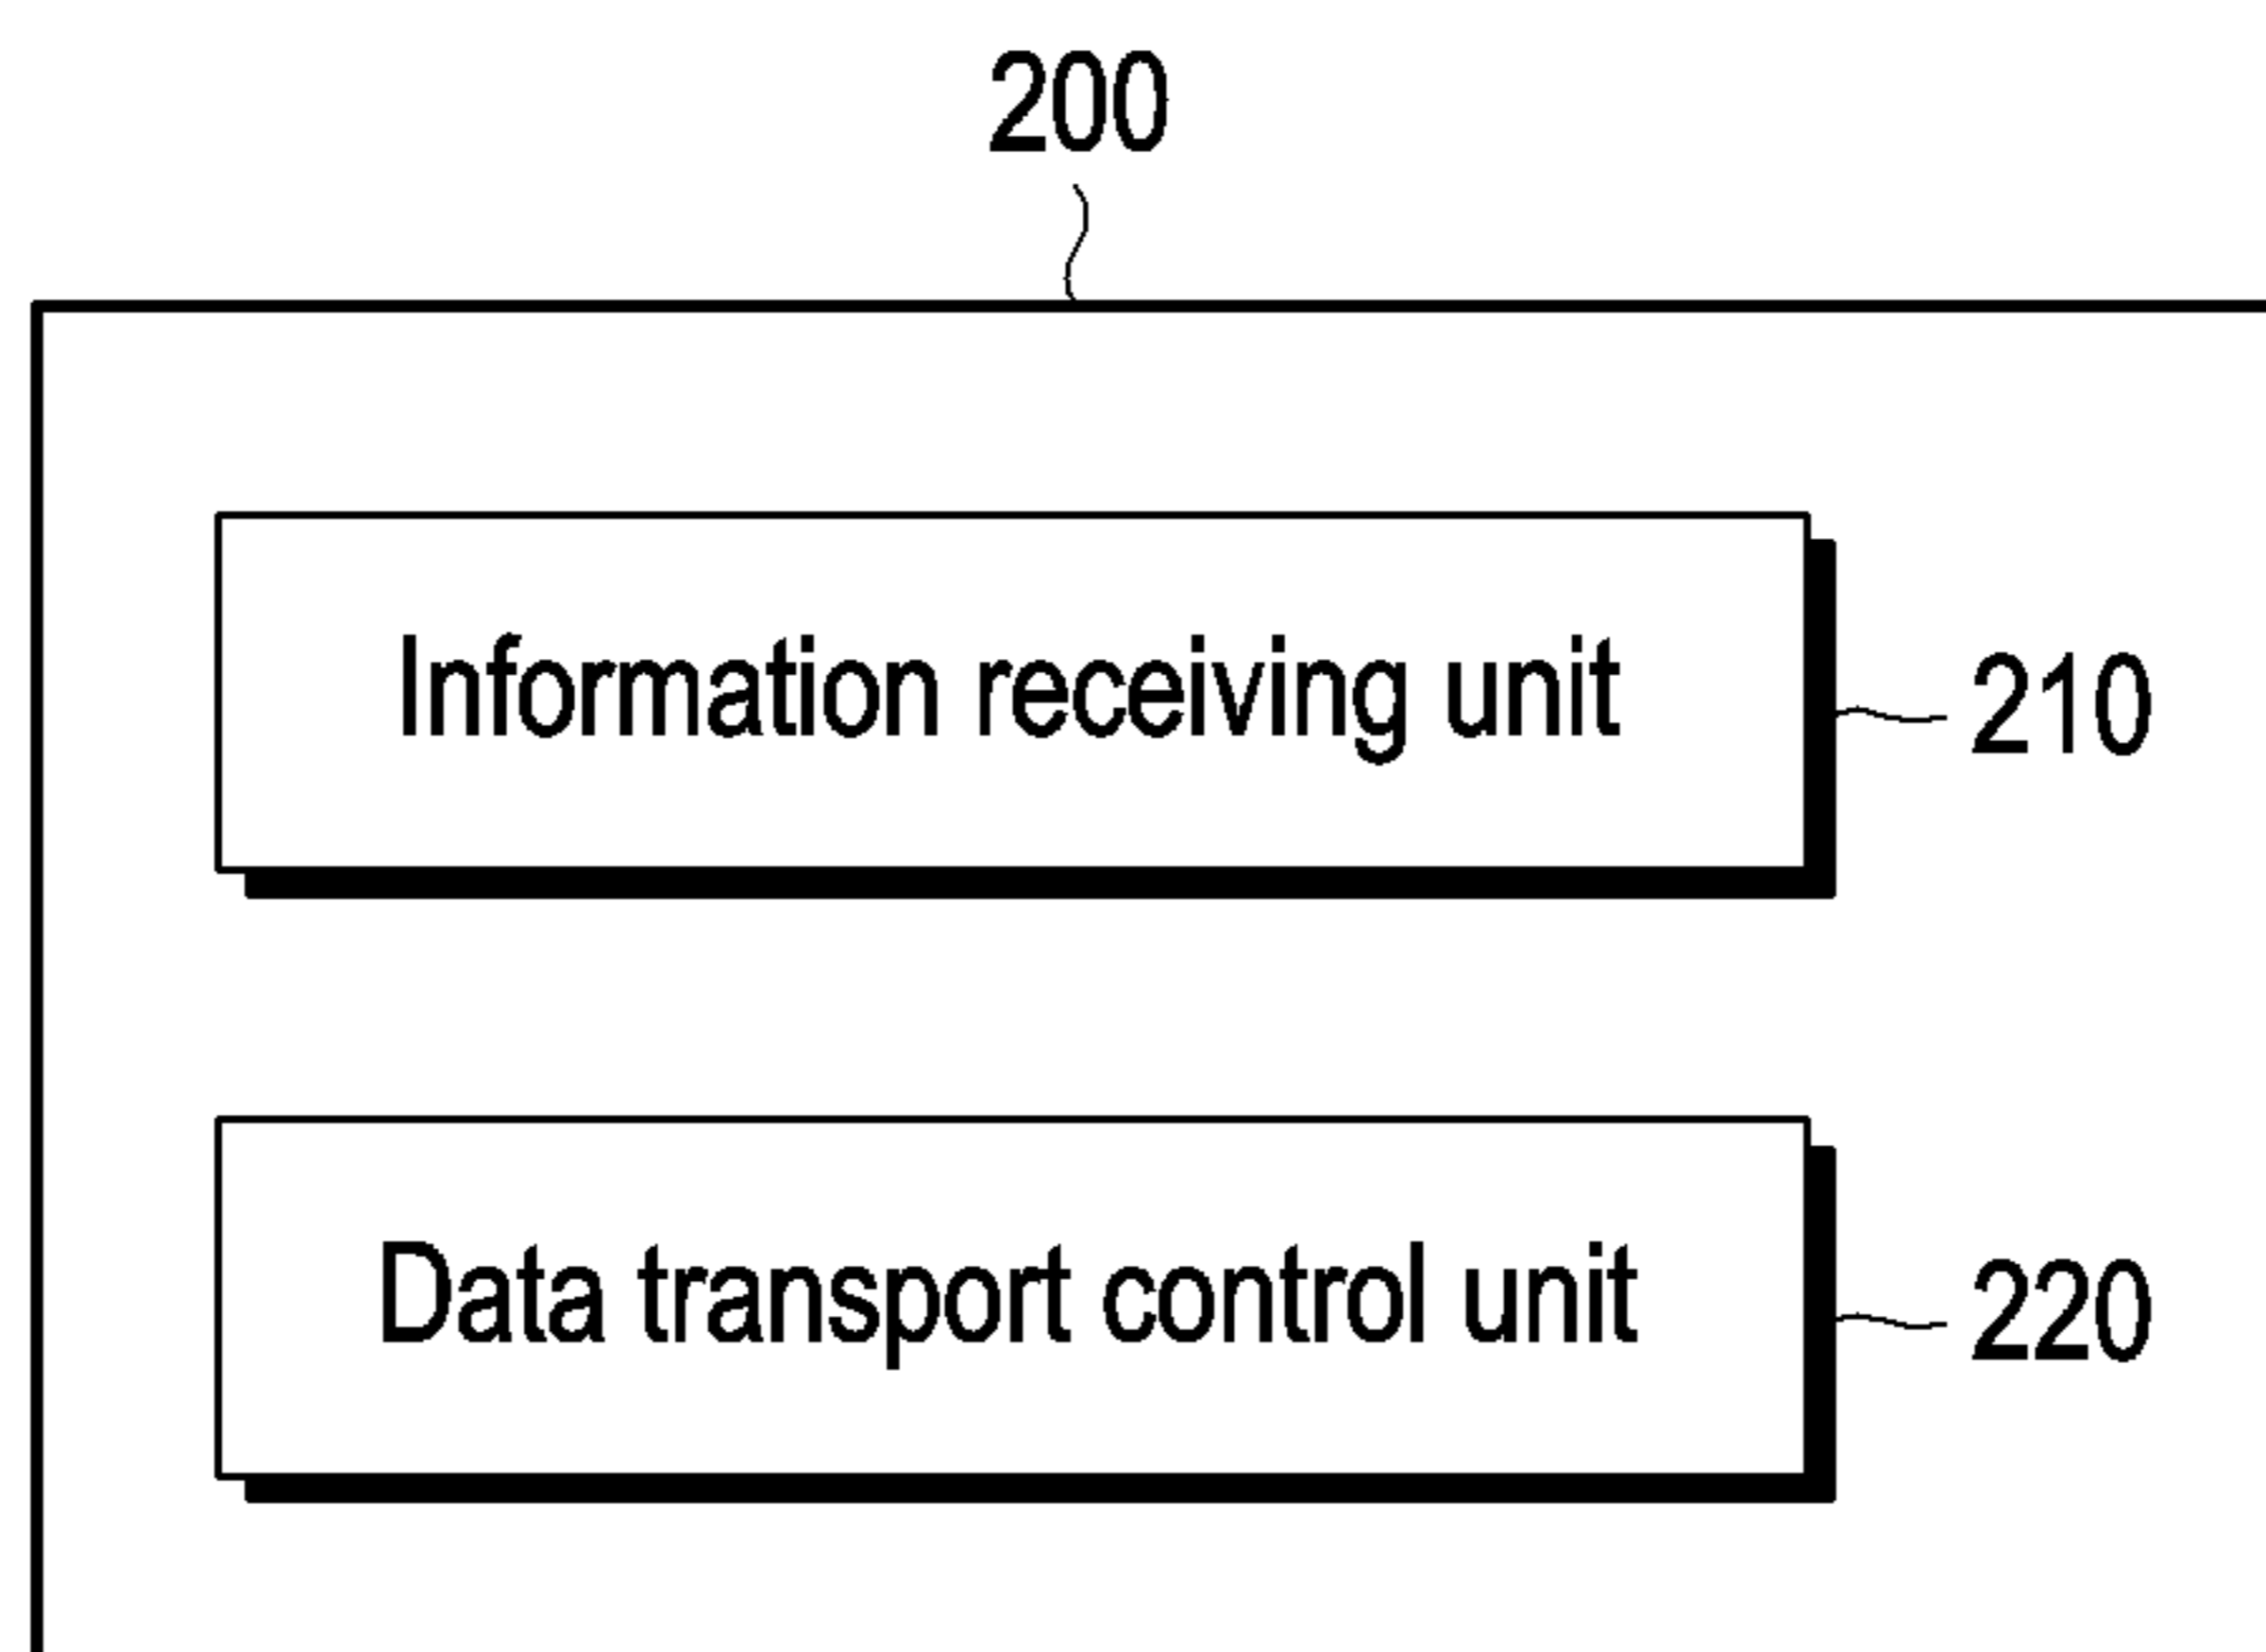 200
Information receiving unit
210
Data transport control unit
220